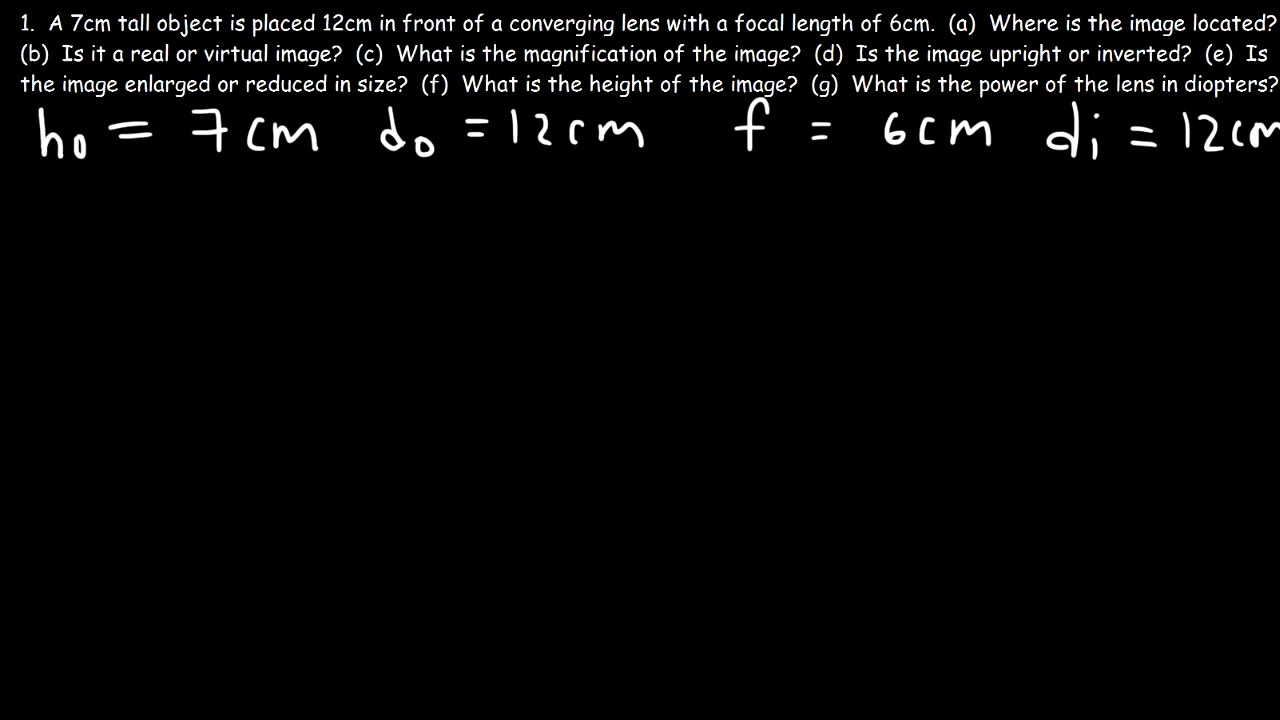 1. A 7cm tall object is placed 12cm in front of a converging lens with a focal length of 6cm. (a) Where is the image located?
(b) Is it a real or virtual image? (c) What is the magnification of the image? (d) Is the image upright or inverted? (e) Is
the image enlarged or reduced in size? (f) What is the height of the image? (g) What is the power of the lens in diopters?
ho = 7cm do = 12cm f = 6cm di = 12cm